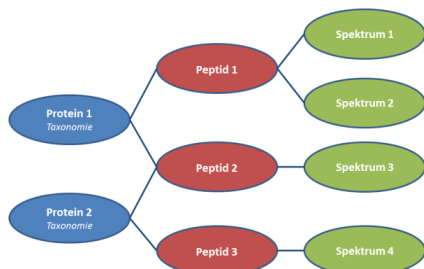 Spektrum 1
Peptid 1
Spektrum 2
Protein 1
Taxonomie
Peptid 2
Spektrum 3
Protein 2
Taxonomie
Peptid 3
Spektrum 4